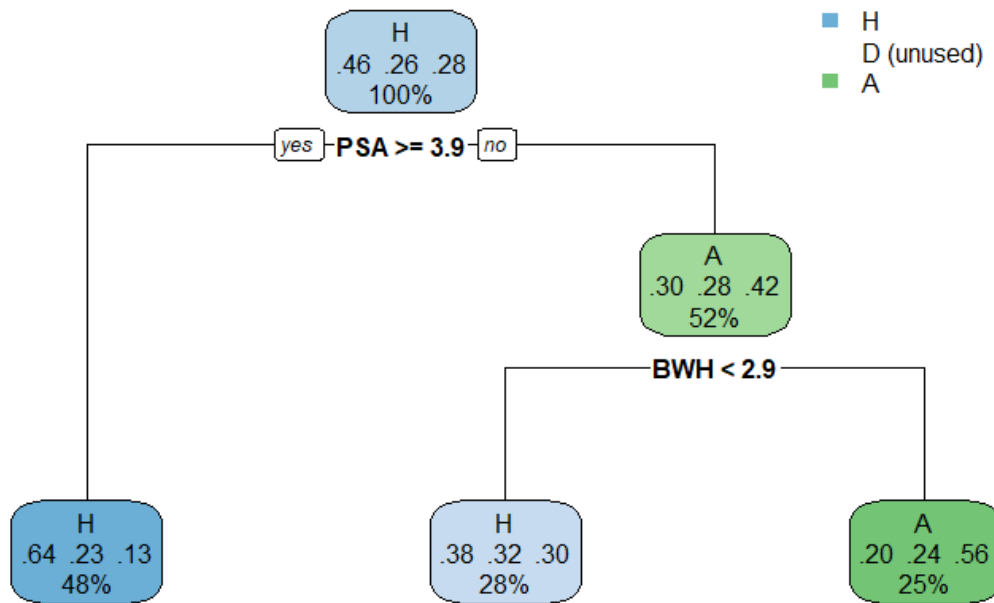 H
.46 .26 .28
100%
H
D (unused)
A
yes PSA >= 3.9 no
A
.30 .28 .42
52%
BWH < 2.9
H
.64 .23 .13
48%
H
.38 .32 .30
28%
A
.20 .24 .56
25%